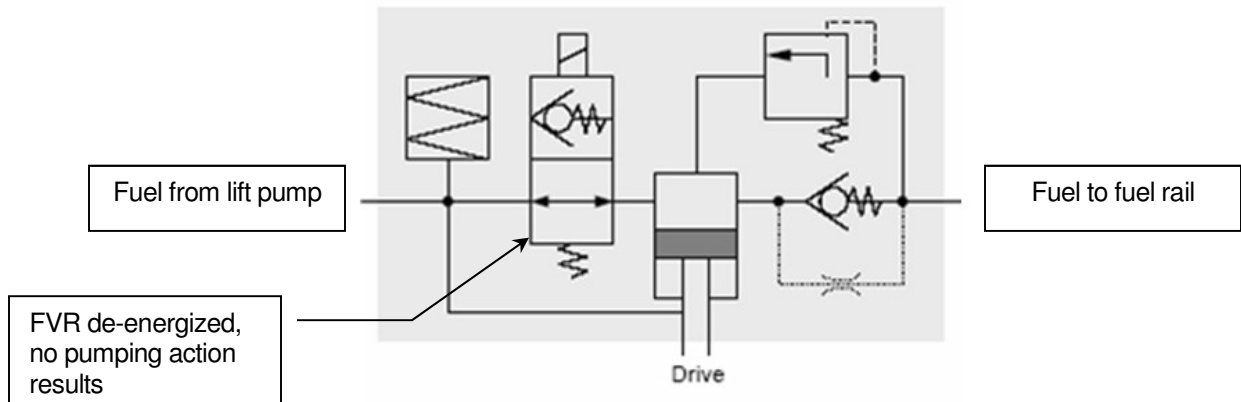 Fuel from lift pump
Fuel to fuel rail
FVR de-energized,
no pumping action
results
Drive